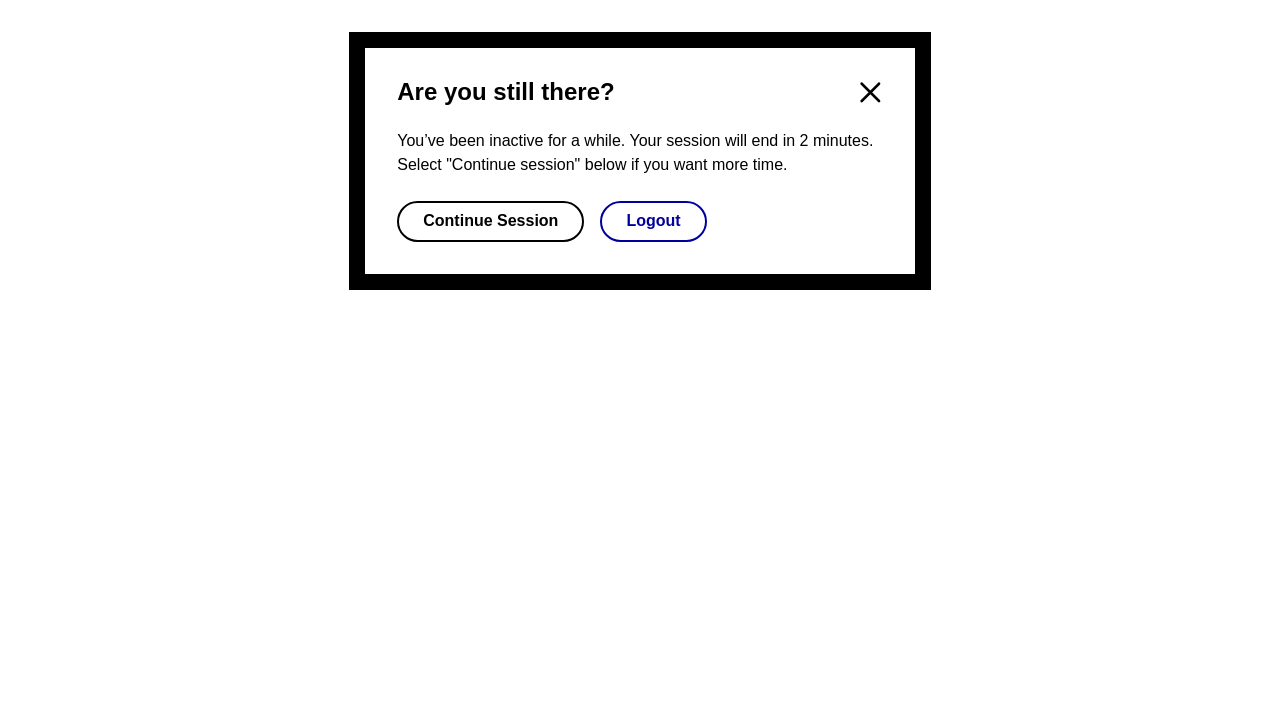 Are you still there?
You’ve been inactive for a while. Your session will end in 2 minutes.
Select "Continue session" below if you want more time.
Continue Session
Logout